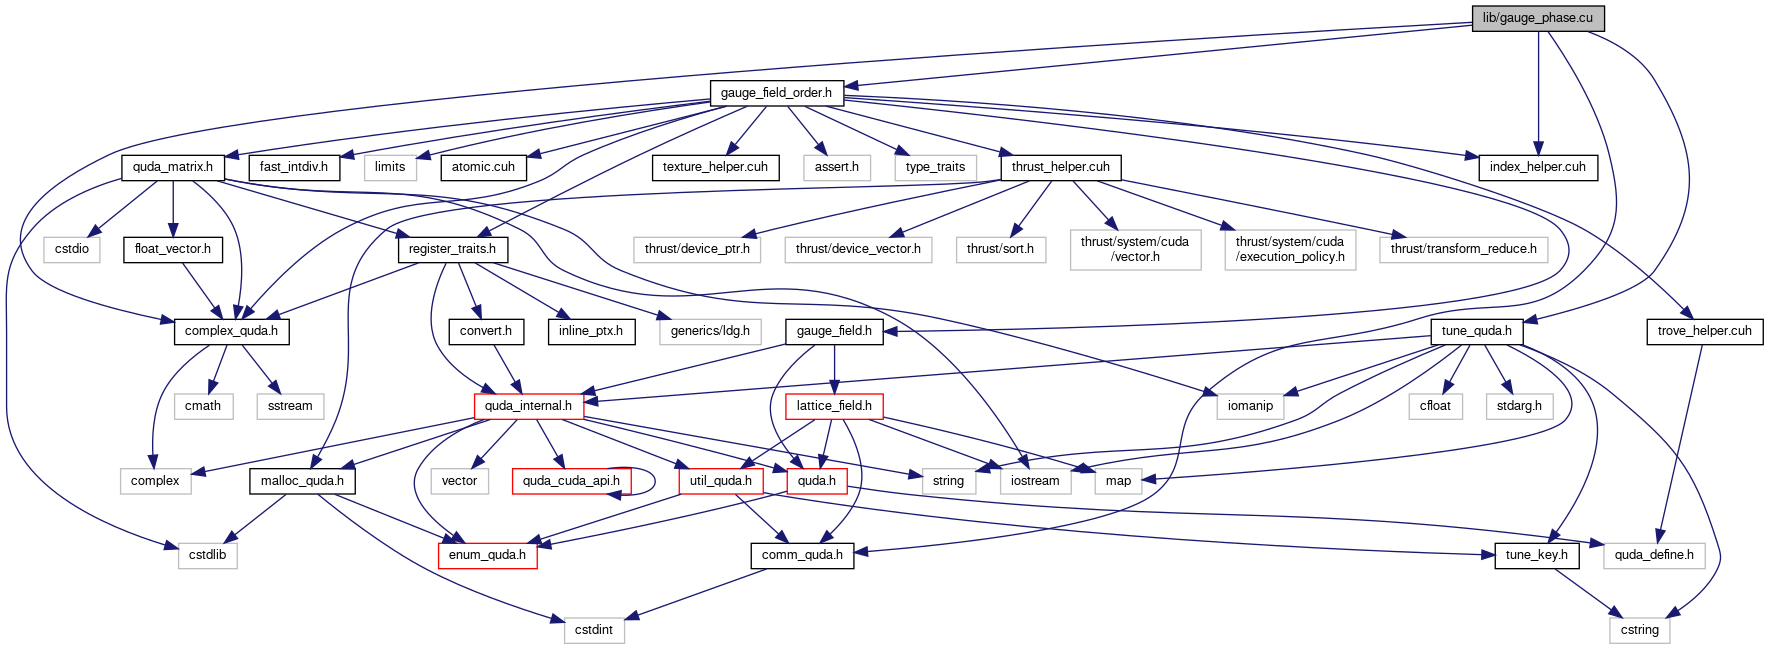 lib/gauge_phase.cu
gauge_field_order.h
quda_matrix.h
fast_intdiv.h
limits
atomic.cuh
texture_helper.cuh
assert.h
type_traits
thrust_helper.cuh
index_helper.cuh
cstdio
float_vector.h
register_traits.h
thrust/device_ptr.h
thrust/device_vector.h
thrust/sort.h
thrust/system/cuda
/vector.h
thrust/system/cuda
/execution_policy.h
thrust/transform_reduce.h
complex_quda.h
convert.h
inline_ptx.h
generics/ldg.h
gauge_field.h
tune_quda.h
trove_helper.cuh
cmath
sstream
quda_internal.h
lattice_field.h
iomanip
cfloat
stdarg.h
complex
malloc_quda.h
vector
quda_cuda_api.h
util_quda.h
quda.h
string
iostream
map
cstdlib
enum_quda.h
comm_quda.h
tune_key.h
quda_define.h
cstdint
cstring